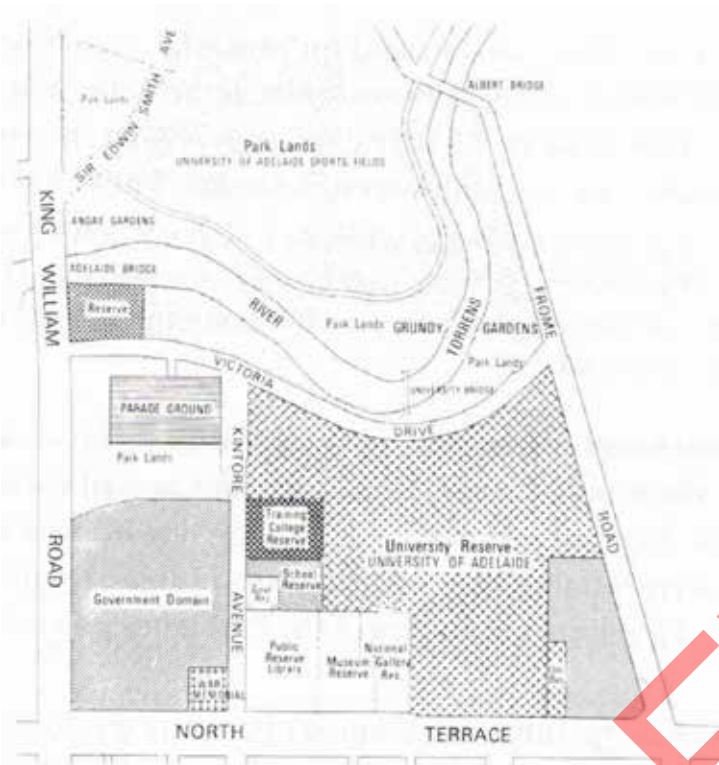 SIR EDWIN SMITH AVE
Park Lands
ALBERT BRIDGE
Park Lands
UNIVERSITY OF ADELAIDE SPORTS FIELDS
KING WILLIAM ROAD
ANGAS GARDENS
ADELAIDE BRIDGE
Reserve
RIVER TORRENS
Park Lands
GRUNDY GARDENS
FROME ROAD
Park Lands
VICTORIA DRIVE
UNIVERSITY BRIDGE
PARADE GROUND
Park Lands
KINTORE AVENUE
Training
College
Reserve
University Reserve
UNIVERSITY OF ADELAIDE
School
Reserve
Government Domain
Public
Reserve
Library
Museum
Reserve
National
Gallery
Res.
WAR
MEMORIAL
NORTH TERRACE